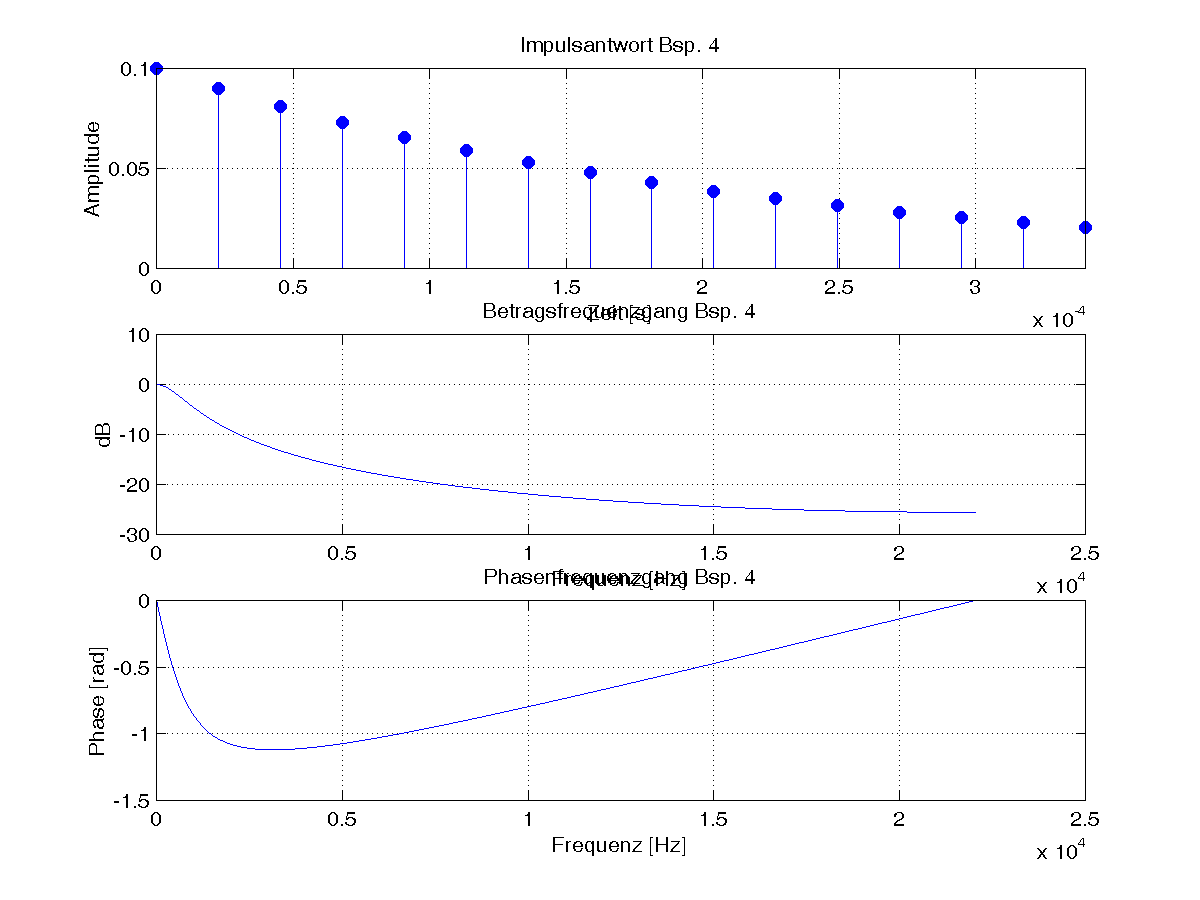 Impulsantwort Bsp. 4
0.1
0.05
0
Amplitude
0 0.5 1 1.5 2 2.5 3
Zeit [s]
x 10^-4
Betragsfrequenzgang Bsp. 4
10
0
-10
-20
-30
dB
0 0.5 1 1.5 2 2.5
Frequenz [Hz]
x 10^4
Phasenfrequenzgang Bsp. 4
0
-0.5
-1
-1.5
Phase [rad]
0 0.5 1 1.5 2 2.5
Frequenz [Hz]
x 10^4